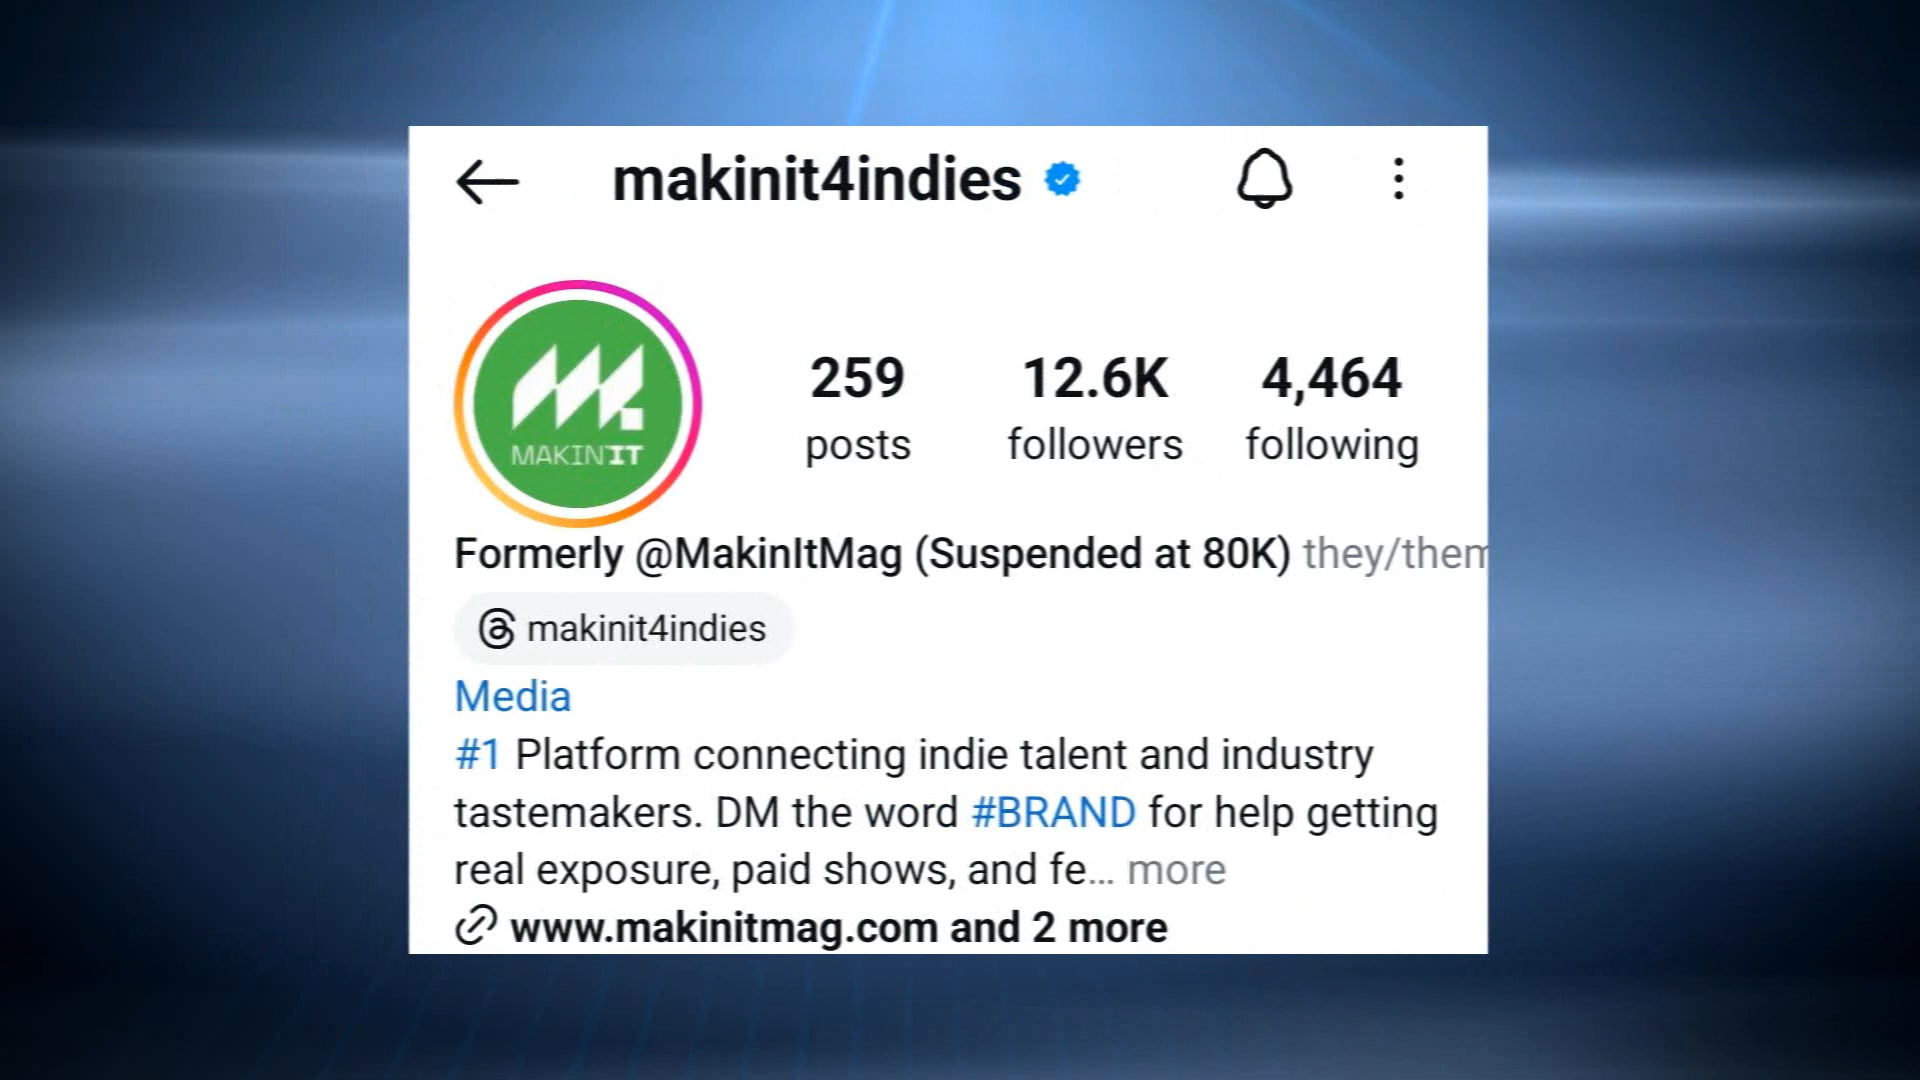 makinit4indies
MAKIN'IT
259 12.6K 4,464
posts followers following
Formerly @MakinItMag (Suspended at 80K) they/them
makinit4indies
Media
#1 Platform connecting indie talent and industry
tastemakers. DM the word #BRAND for help getting
real exposure, paid shows, and fe... more
www.makinitmag.com and 2 more